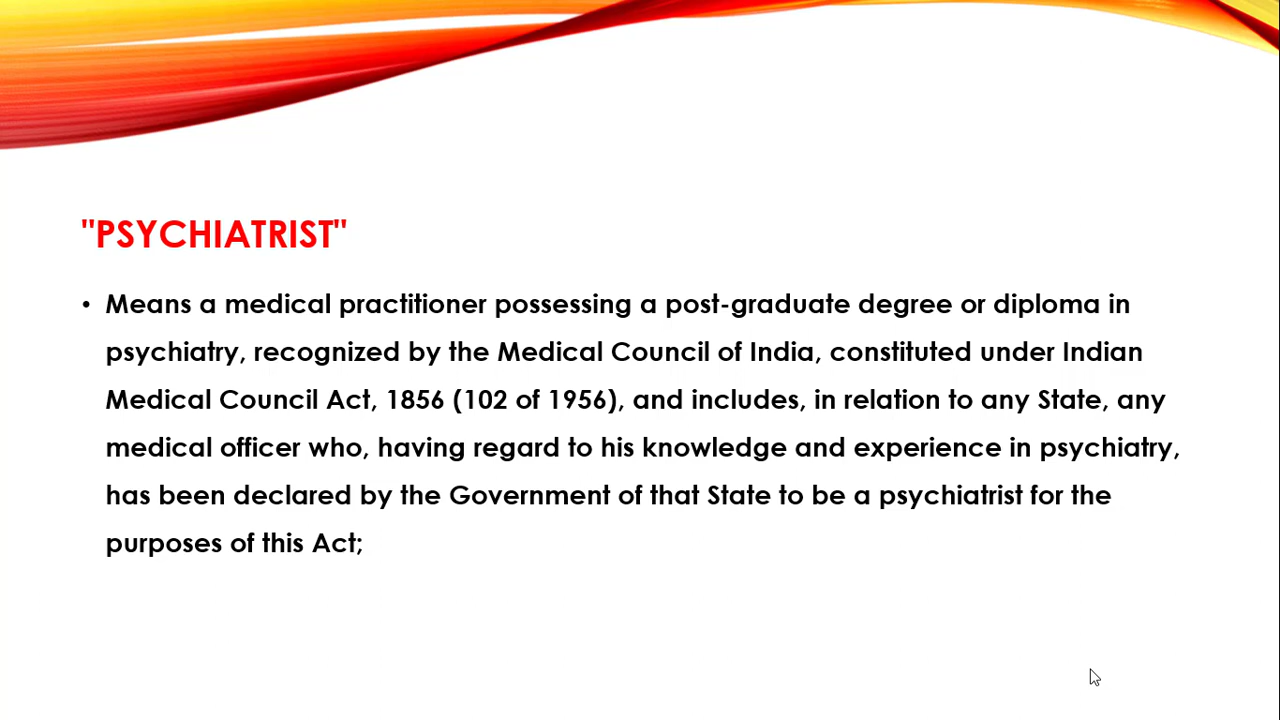 "PSYCHIATRIST"
• Means a medical practitioner possessing a post-graduate degree or diploma in
psychiatry, recognized by the Medical Council of India, constituted under Indian
Medical Council Act, 1856 (102 of 1956), and includes, in relation to any State, any
medical officer who, having regard to his knowledge and experience in psychiatry,
has been declared by the Government of that State to be a psychiatrist for the
purposes of this Act;